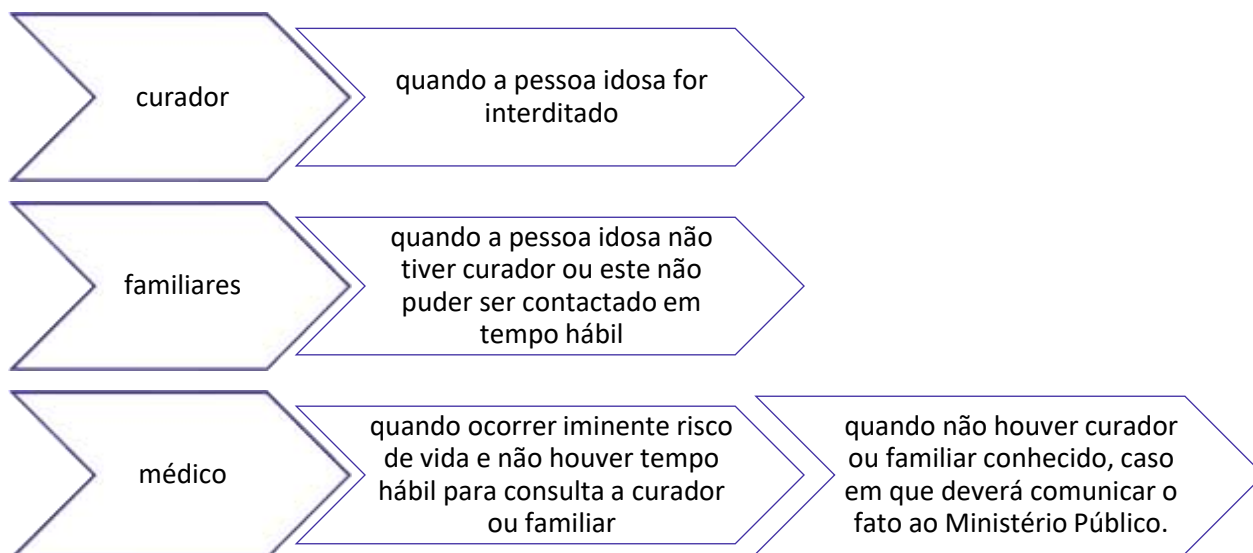 curador
quando a pessoa idosa for
interditado
familiares
quando a pessoa idosa não
tiver curador ou este não
puder ser contactado em
tempo hábil
médico
quando ocorrer iminente risco
de vida e não houver tempo
hábil para consulta a curador
ou familiar
quando não houver curador
ou familiar conhecido, caso
em que deverá comunicar o
fato ao Ministério Público.